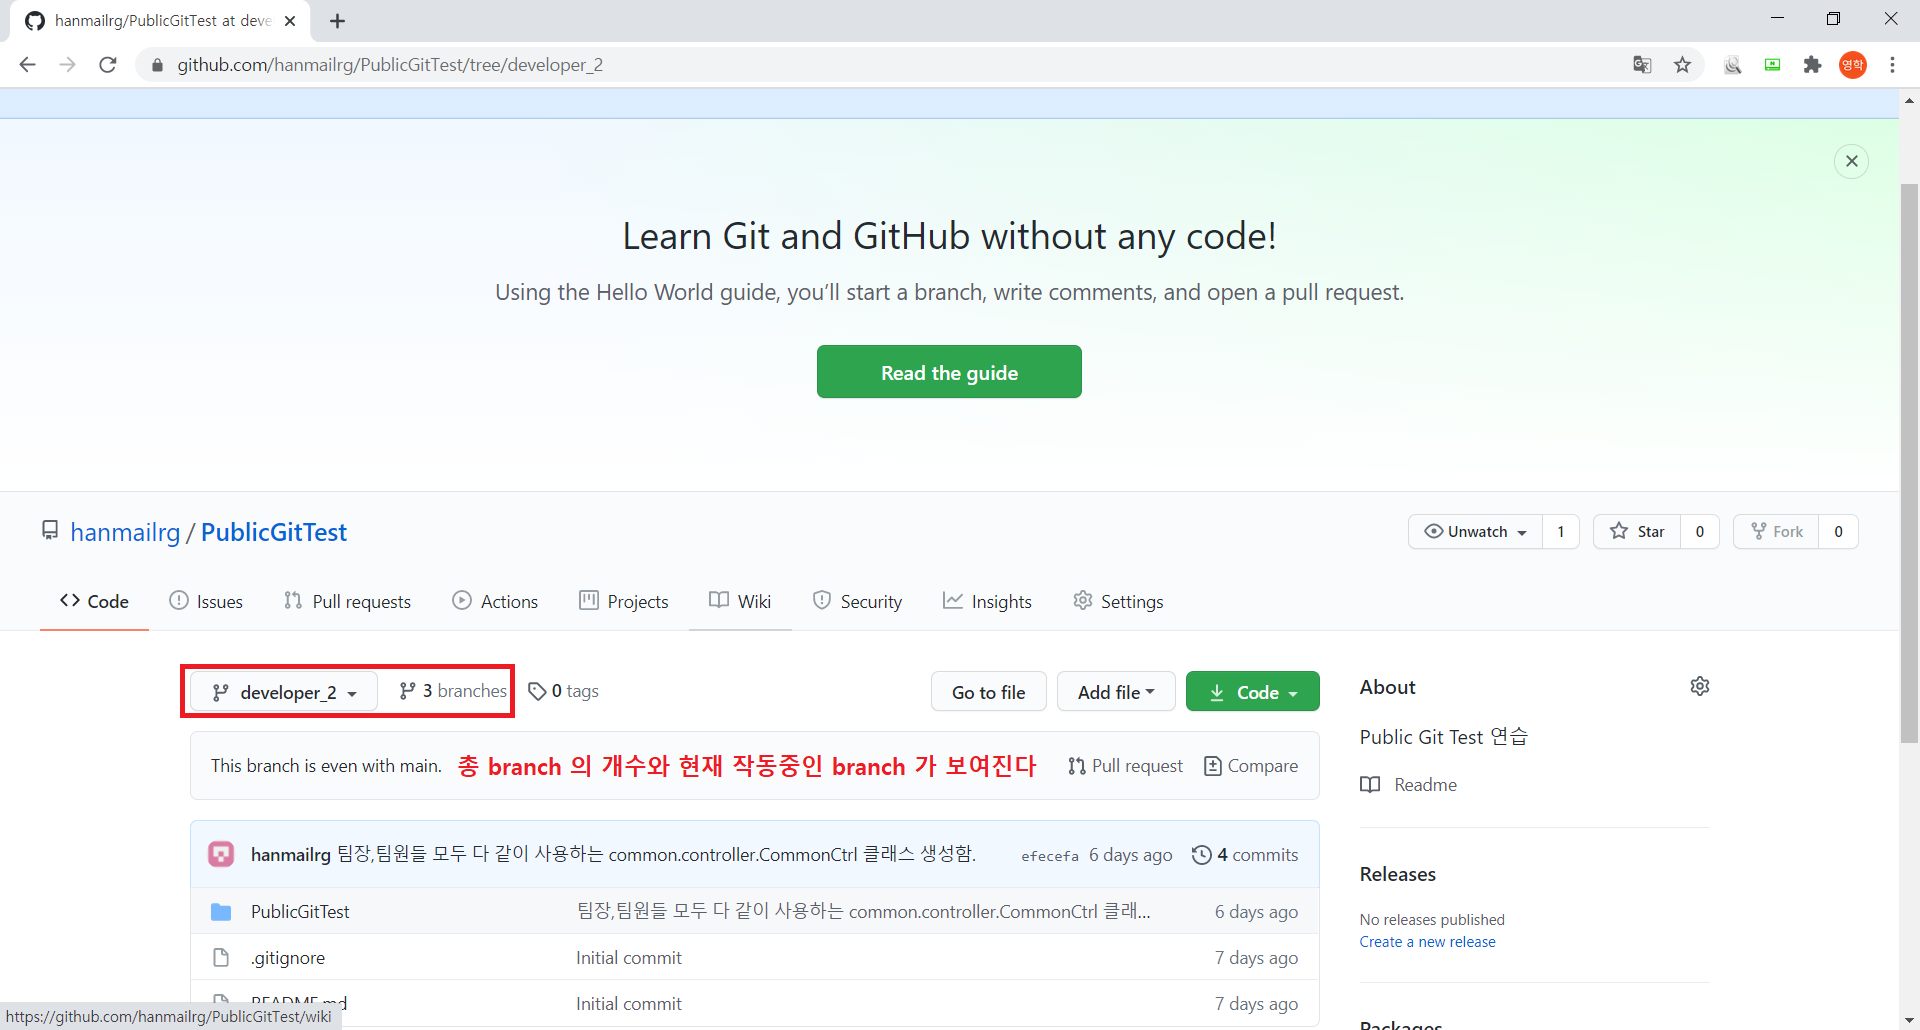 hanmailrg/PublicGitTest at deve
github.com/hanmailrg/PublicGitTest/tree/developer_2
영학
Learn Git and GitHub without any code!
Using the Hello World guide, you’ll start a branch, write comments, and open a pull request.
Read the guide
hanmailrg / PublicGitTest
Unwatch 1 Star 0 Fork 0
Code Issues Pull requests Actions Projects Wiki Security Insights Settings
developer_2 3 branches 0 tags Go to file Add file Code
This branch is even with main. 총 branch 의 개수와 현재 작동중인 branch 가 보여진다 Pull request Compare
hanmailrg 팀장,팀원들 모두 다 같이 사용하는 common.controller.CommonCtrl 클래스 생성함. efecefa 6 days ago 4 commits
PublicGitTest 팀장,팀원들 모두 다 같이 사용하는 common.controller.CommonCtrl 클래... 6 days ago
.gitignore Initial commit 7 days ago
README.md Initial commit 7 days ago
About
Public Git Test 연습
Readme
Releases
No releases published
Create a new release
Packages
https://github.com/hanmailrg/PublicGitTest/wiki